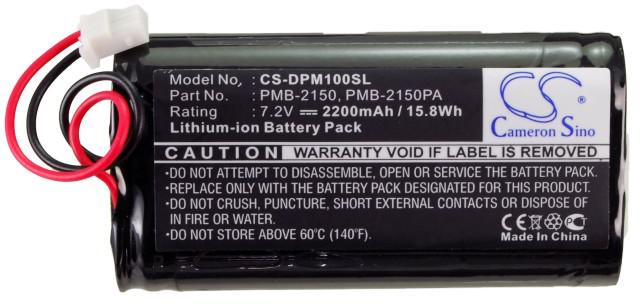 Model No. : CS-DPM100SL
Part No. : PMB-2150, PMB-2150PA
Rating : 7.2V ⎓ 2200mAh / 15.8Wh
Lithium-ion Battery Pack
CS
Cameron Sino
WARRANTY VOID IF LABEL IS REMOVED
•DO NOT ATTEMPT TO DISASSEMBLE, OPEN OR SERVICE THE BATTERY PACK.
•REPLACE WITH THE BATTERY PACK DESIGNATED FOR THIS PRODUCT.
•DO NOT CRUSH, PUNCTURE, SHORT EXTERNAL CONTACTS OR DISPOSE OF
IN FIRE OR WATER.
•DO NOT STORE ABOVE 60℃ (140℉).
CE
Made In China